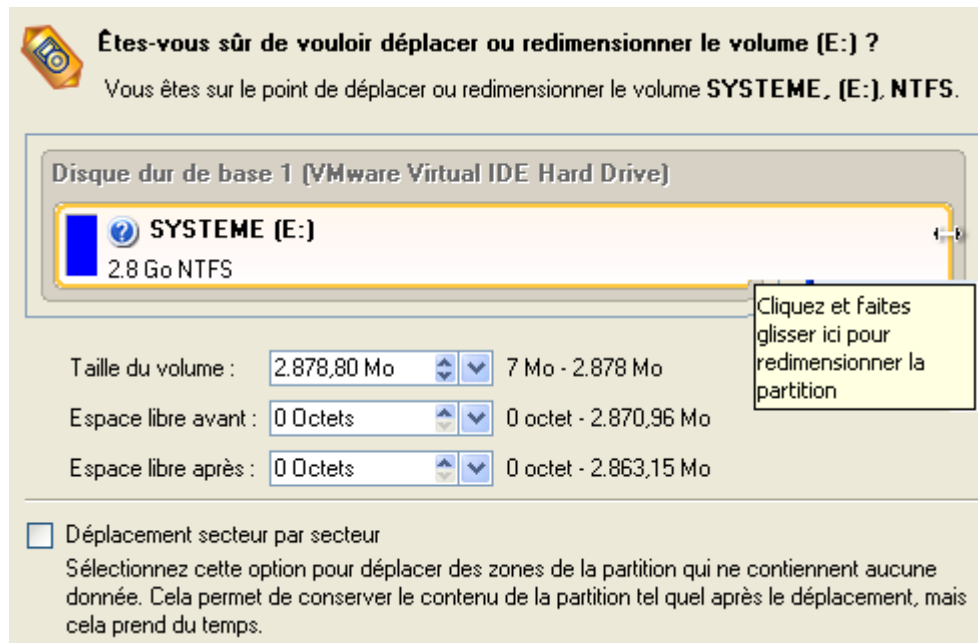 Êtes-vous sûr de vouloir déplacer ou redimensionner le volume (E:) ?
Vous êtes sur le point de déplacer ou redimensionner le volume SYSTEME, (E:), NTFS.
Disque dur de base 1 (VMware Virtual IDE Hard Drive)
SYSTEME (E:)
2.8 Go NTFS
Cliquez et faites
glisser ici pour
redimensionner la
partition
Taille du volume : 2.878,80 Mo 7 Mo - 2.878 Mo
Espace libre avant : 0 Octets 0 octet - 2.870,96 Mo
Espace libre après : 0 Octets 0 octet - 2.863,15 Mo
Déplacement secteur par secteur
Sélectionnez cette option pour déplacer des zones de la partition qui ne contiennent aucune
donnée. Cela permet de conserver le contenu de la partition tel quel après le déplacement, mais
cela prend du temps.